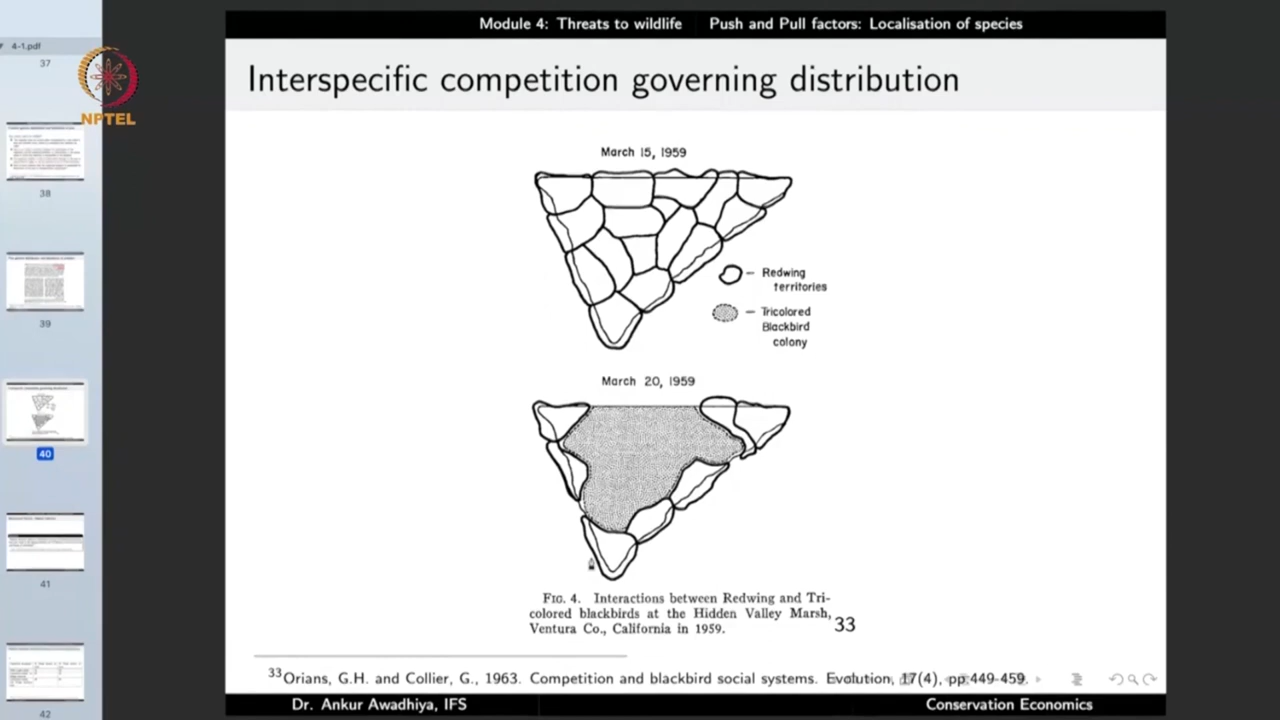 Module 4: Threats to wildlife Push and Pull factors: Localisation of species
4-1.pdf
NPTEL
37
38
39
40
41
42
Interspecific competition governing distribution
March 15, 1959
Redwing
territories
Tricolored
Blackbird
colony
March 20, 1959
FIG. 4. Interactions between Redwing and Tri-
colored blackbirds at the Hidden Valley Marsh,
Ventura Co., California in 1959. 33
33 Orians, G.H. and Collier, G., 1963. Competition and blackbird social systems. Evolution, 17(4), pp.449-459.
Dr. Ankur Awadhiya, IFS Conservation Economics